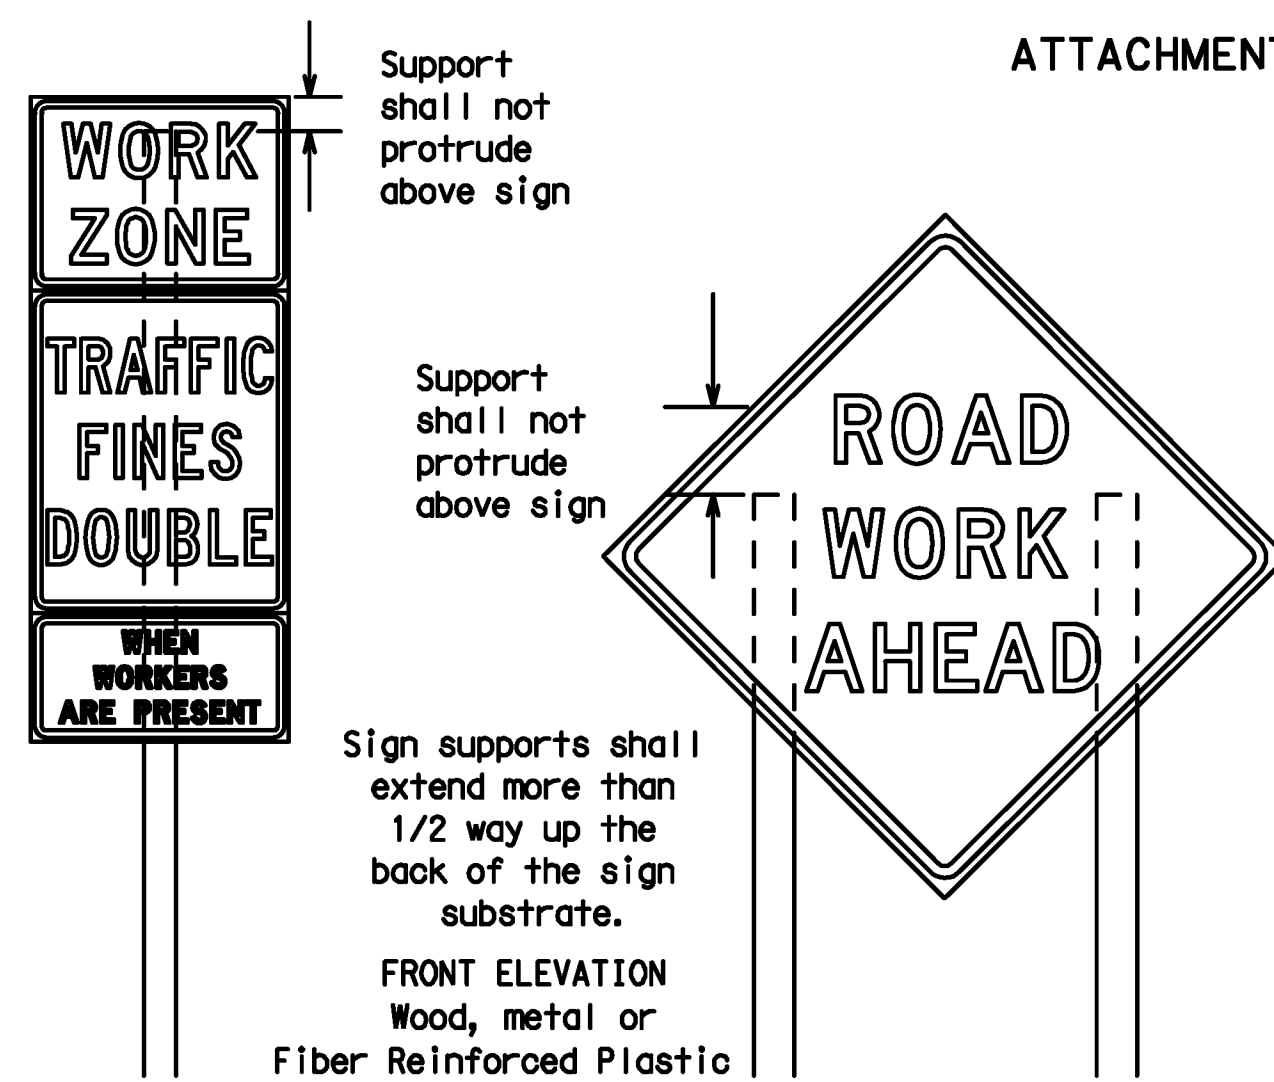 ATTACHMENT
Support
shall not
protrude
above sign
WORK
ZONE
TRAFFIC
FINES
DOUBLE
WHEN
WORKERS
ARE PRESENT
Support
shall not
protrude
above sign
ROAD
WORK
AHEAD
Sign supports shall
extend more than
1/2 way up the
back of the sign
substrate.
FRONT ELEVATION
Wood, metal or
Fiber Reinforced Plastic